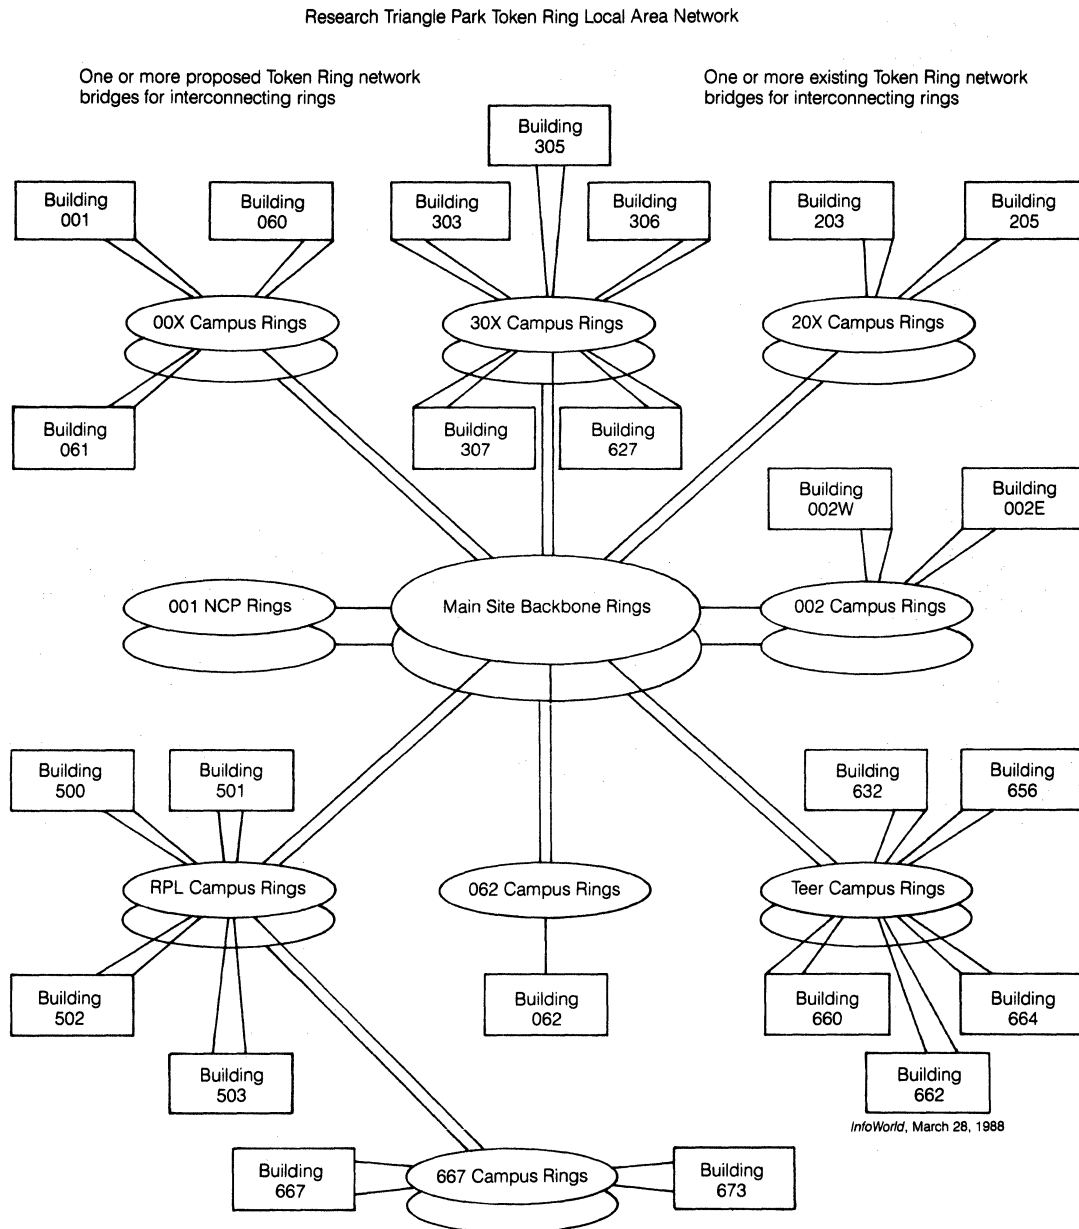 Research Triangle Park Token Ring Local Area Network
One or more proposed Token Ring network
bridges for interconnecting rings
One or more existing Token Ring network
bridges for interconnecting rings
Building
305
Building
001
Building
060
Building
303
Building
306
Building
203
Building
205
00X Campus Rings
30X Campus Rings
20X Campus Rings
Building
061
Building
307
Building
627
Building
002W
Building
002E
001 NCP Rings
Main Site Backbone Rings
002 Campus Rings
Building
500
Building
501
Building
632
Building
656
RPL Campus Rings
062 Campus Rings
Teer Campus Rings
Building
502
Building
062
Building
660
Building
664
Building
503
Building
662
InfoWorld, March 28, 1988
Building
667
667 Campus Rings
Building
673